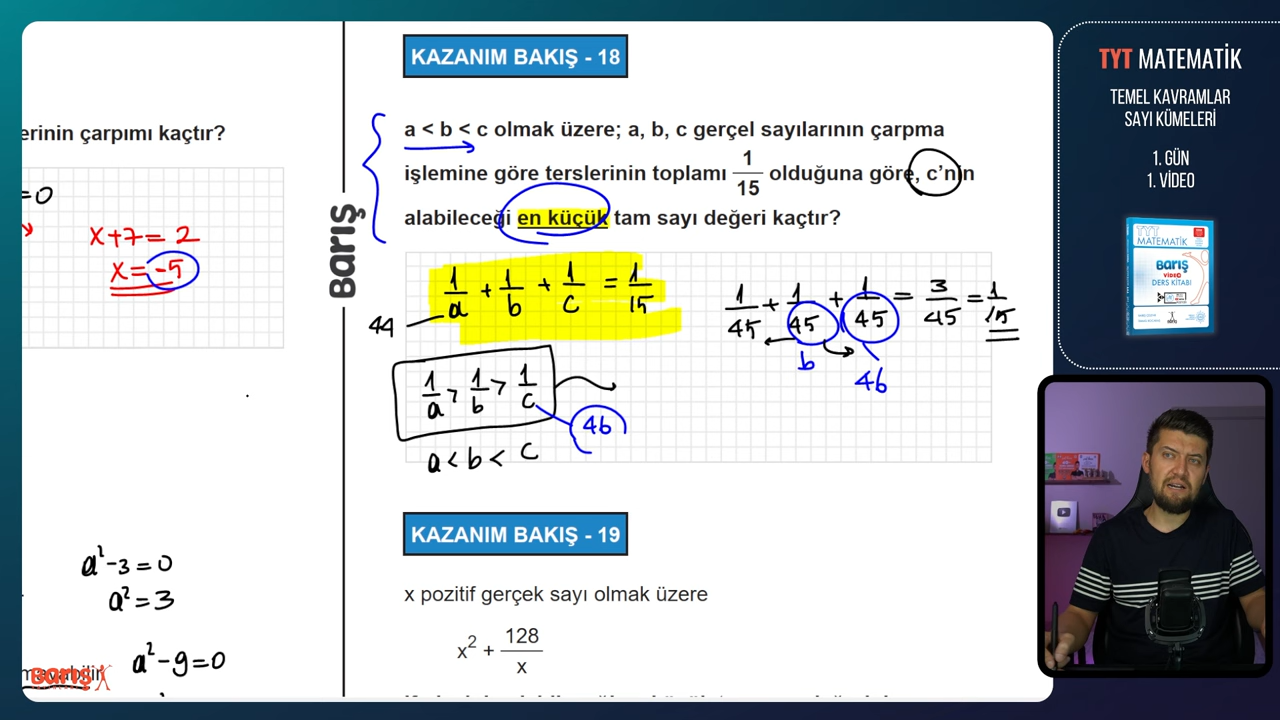 erinin çarpımı kaçtır?
=0
x+7=2
x=-5
a²-3=0
a²=3
a²-9=0
Barış
Barış
KAZANIM BAKIŞ - 18
a < b < c olmak üzere; a, b, c gerçel sayılarının çarpma
işlemine göre terslerinin toplamı 1/15 olduğuna göre, c'nin
alabileceği en küçük tam sayı değeri kaçtır?
1/a + 1/b + 1/c = 1/15
44
1/a > 1/b > 1/c
46
a < b < c
1/45 + 1/45 + 1/45 = 3/45 = 1/15
b
46
KAZANIM BAKIŞ - 19
x pozitif gerçek sayı olmak üzere
x² + 128/x
TYT MATEMATİK
TEMEL KAVRAMLAR
SAYI KÜMELERİ
1. GÜN
1. VİDEO
TYT
MATEMATİK
Barış
VİDEO
DERS KİTABI